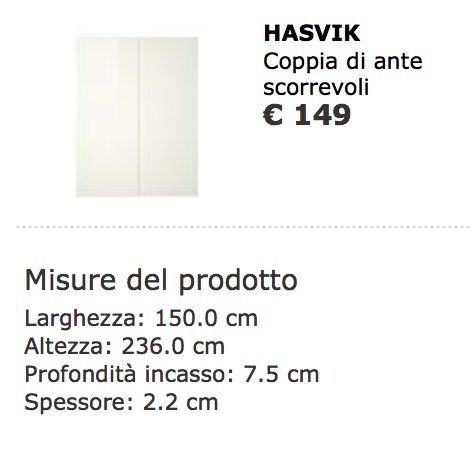 HASVIK
Coppia di ante
scorrevoli
€ 149
Misure del prodotto
Larghezza: 150.0 cm
Altezza: 236.0 cm
Profondità incasso: 7.5 cm
Spessore: 2.2 cm